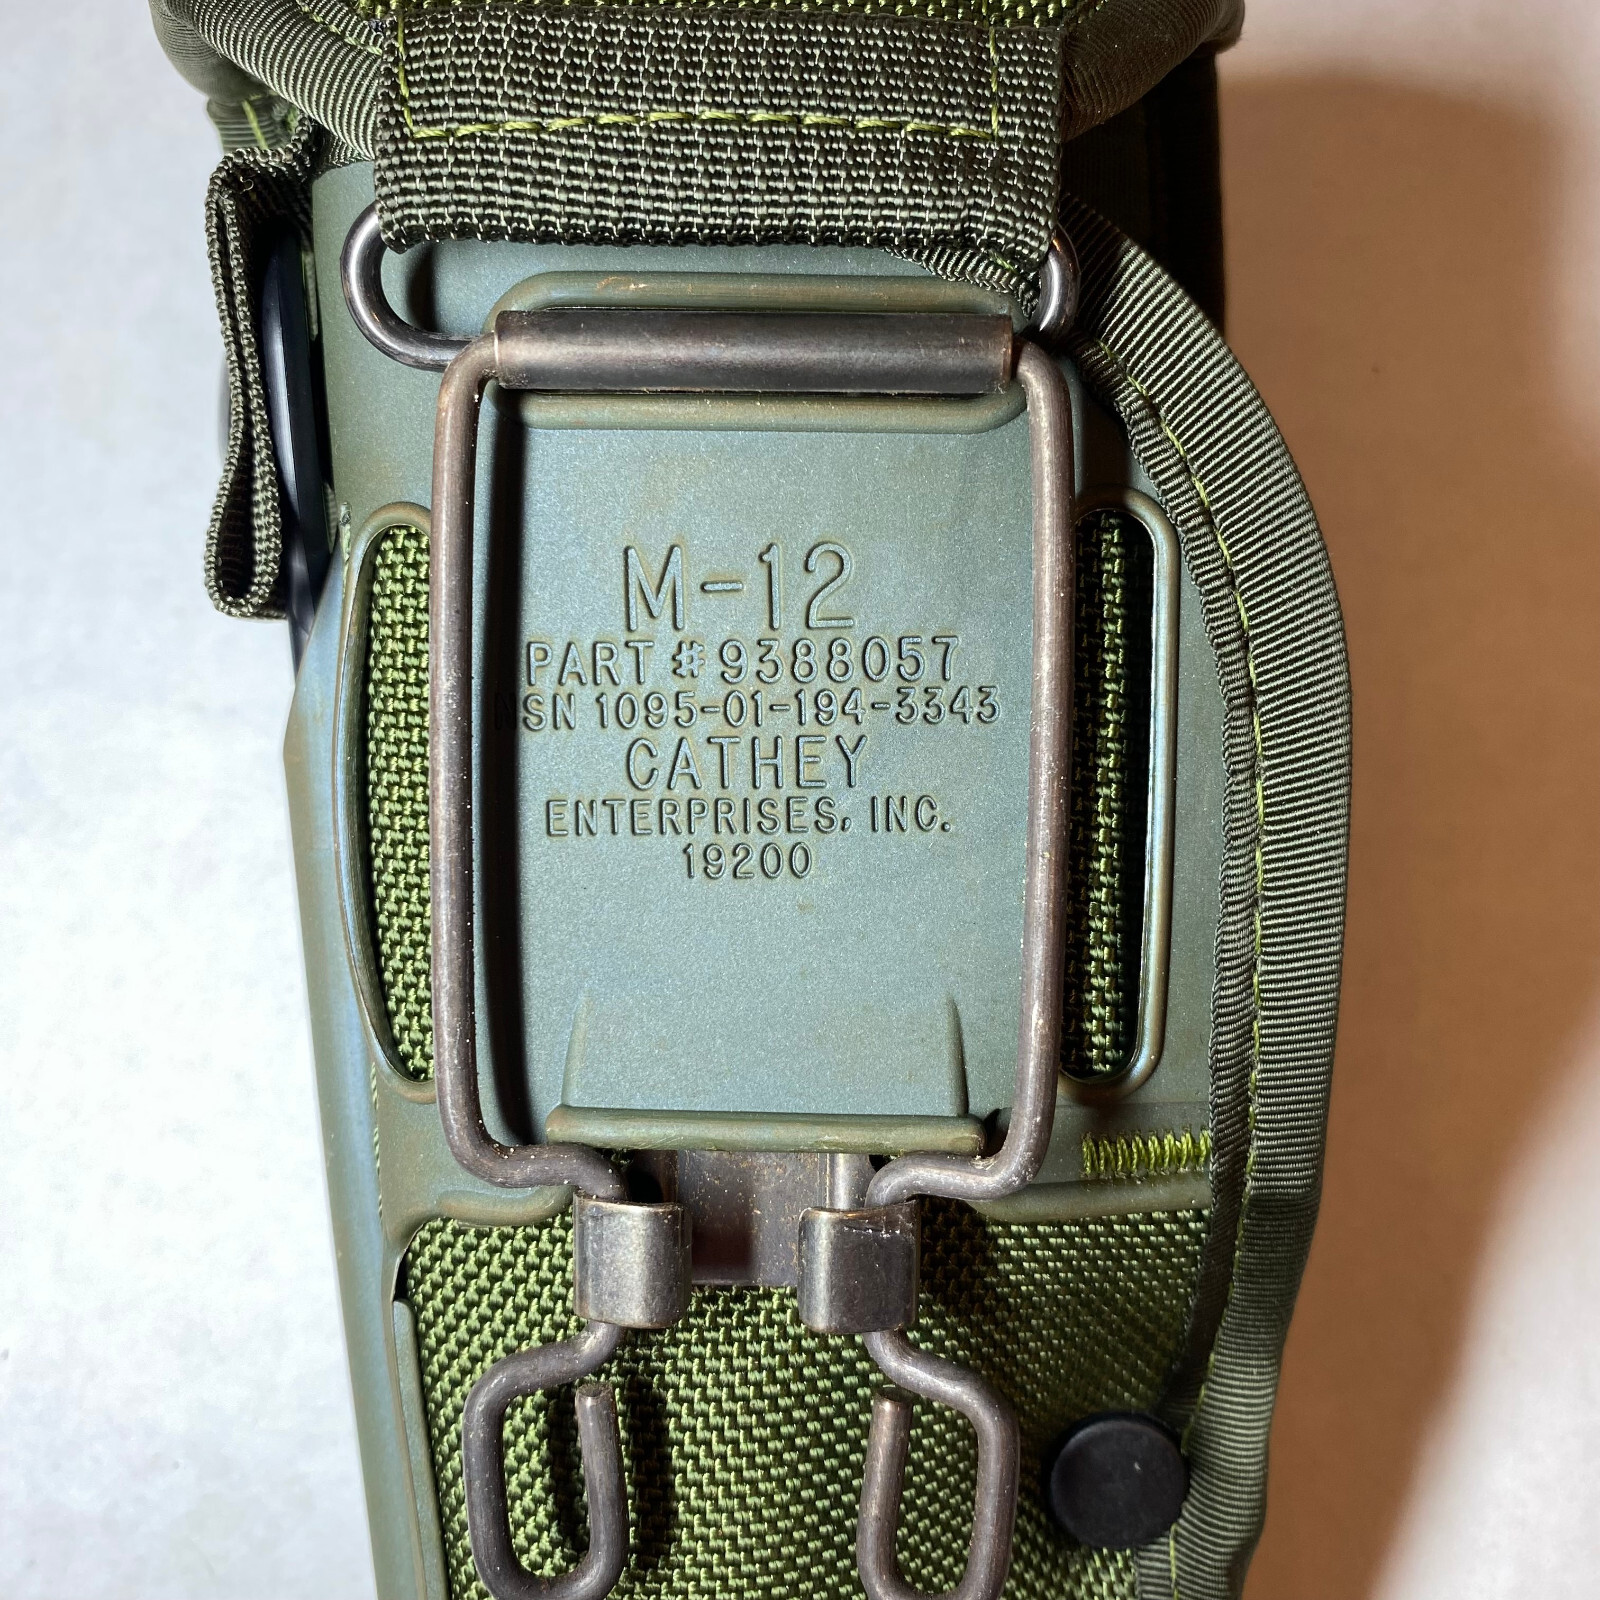 M-12
PART # 9388057
NSN 1095-01-194-3343
CATHEY
ENTERPRISES, INC.
19200